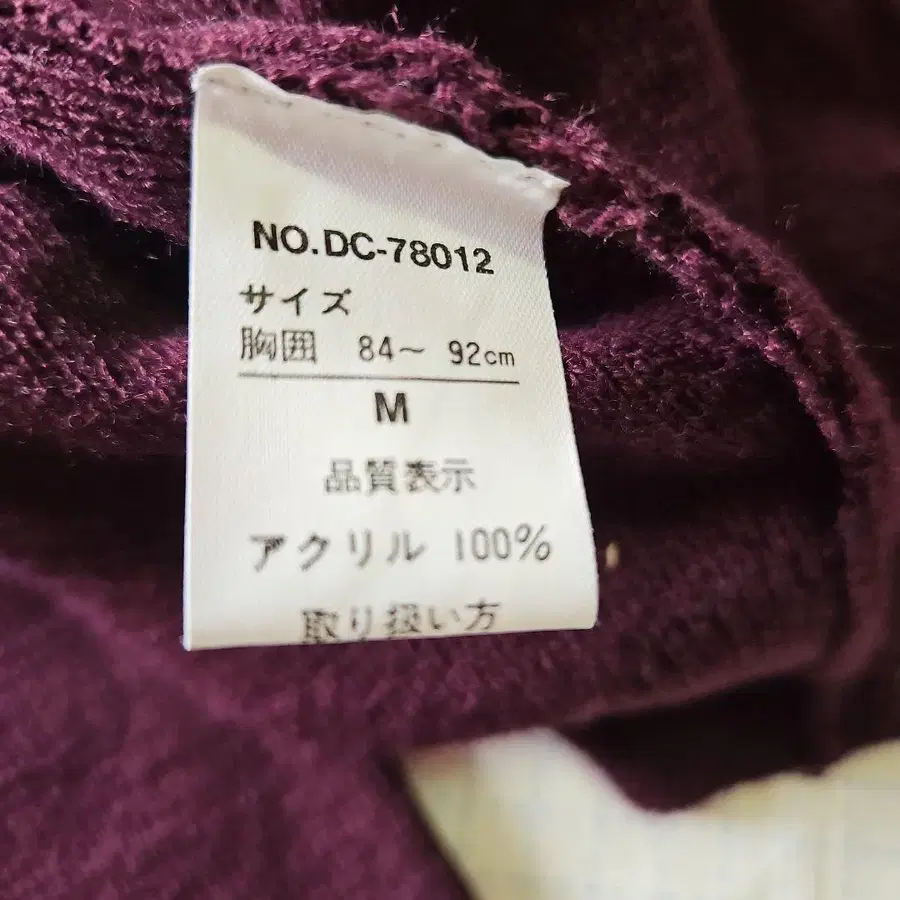 NO.DC-78012
サイズ
胸囲 84～ 92cm
M
品質表示
アクリル 100%
取り扱い方